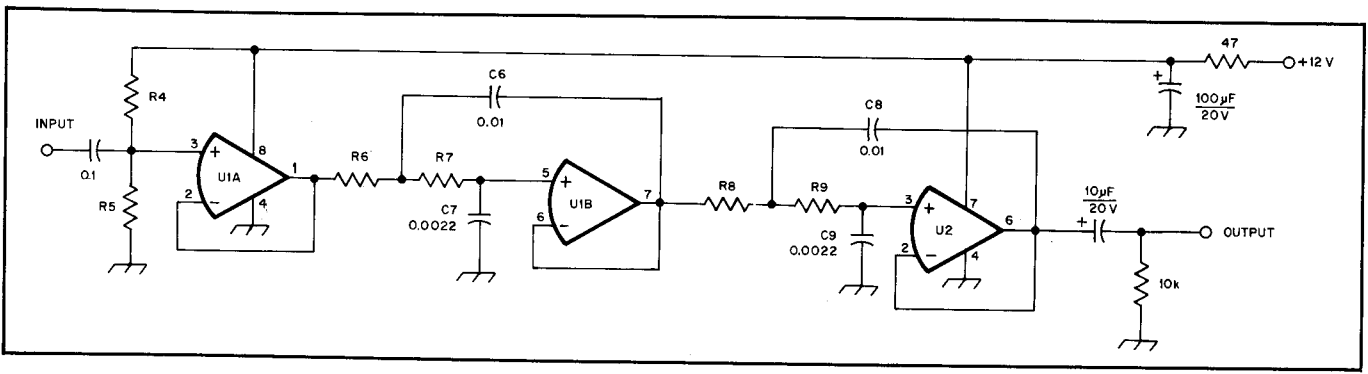 47
+12 V
+
100µF
20V
C6
0.01
R4
C8
0.01
INPUT
0.1
3
+
8
U1A
1
2
−
4
R5
R6
R7
C7
0.0022
5
+
U1B
7
6
−
R8
R9
C9
0.0022
3
+
7
U2
6
2
−
4
10µF
20V
+
OUTPUT
10k